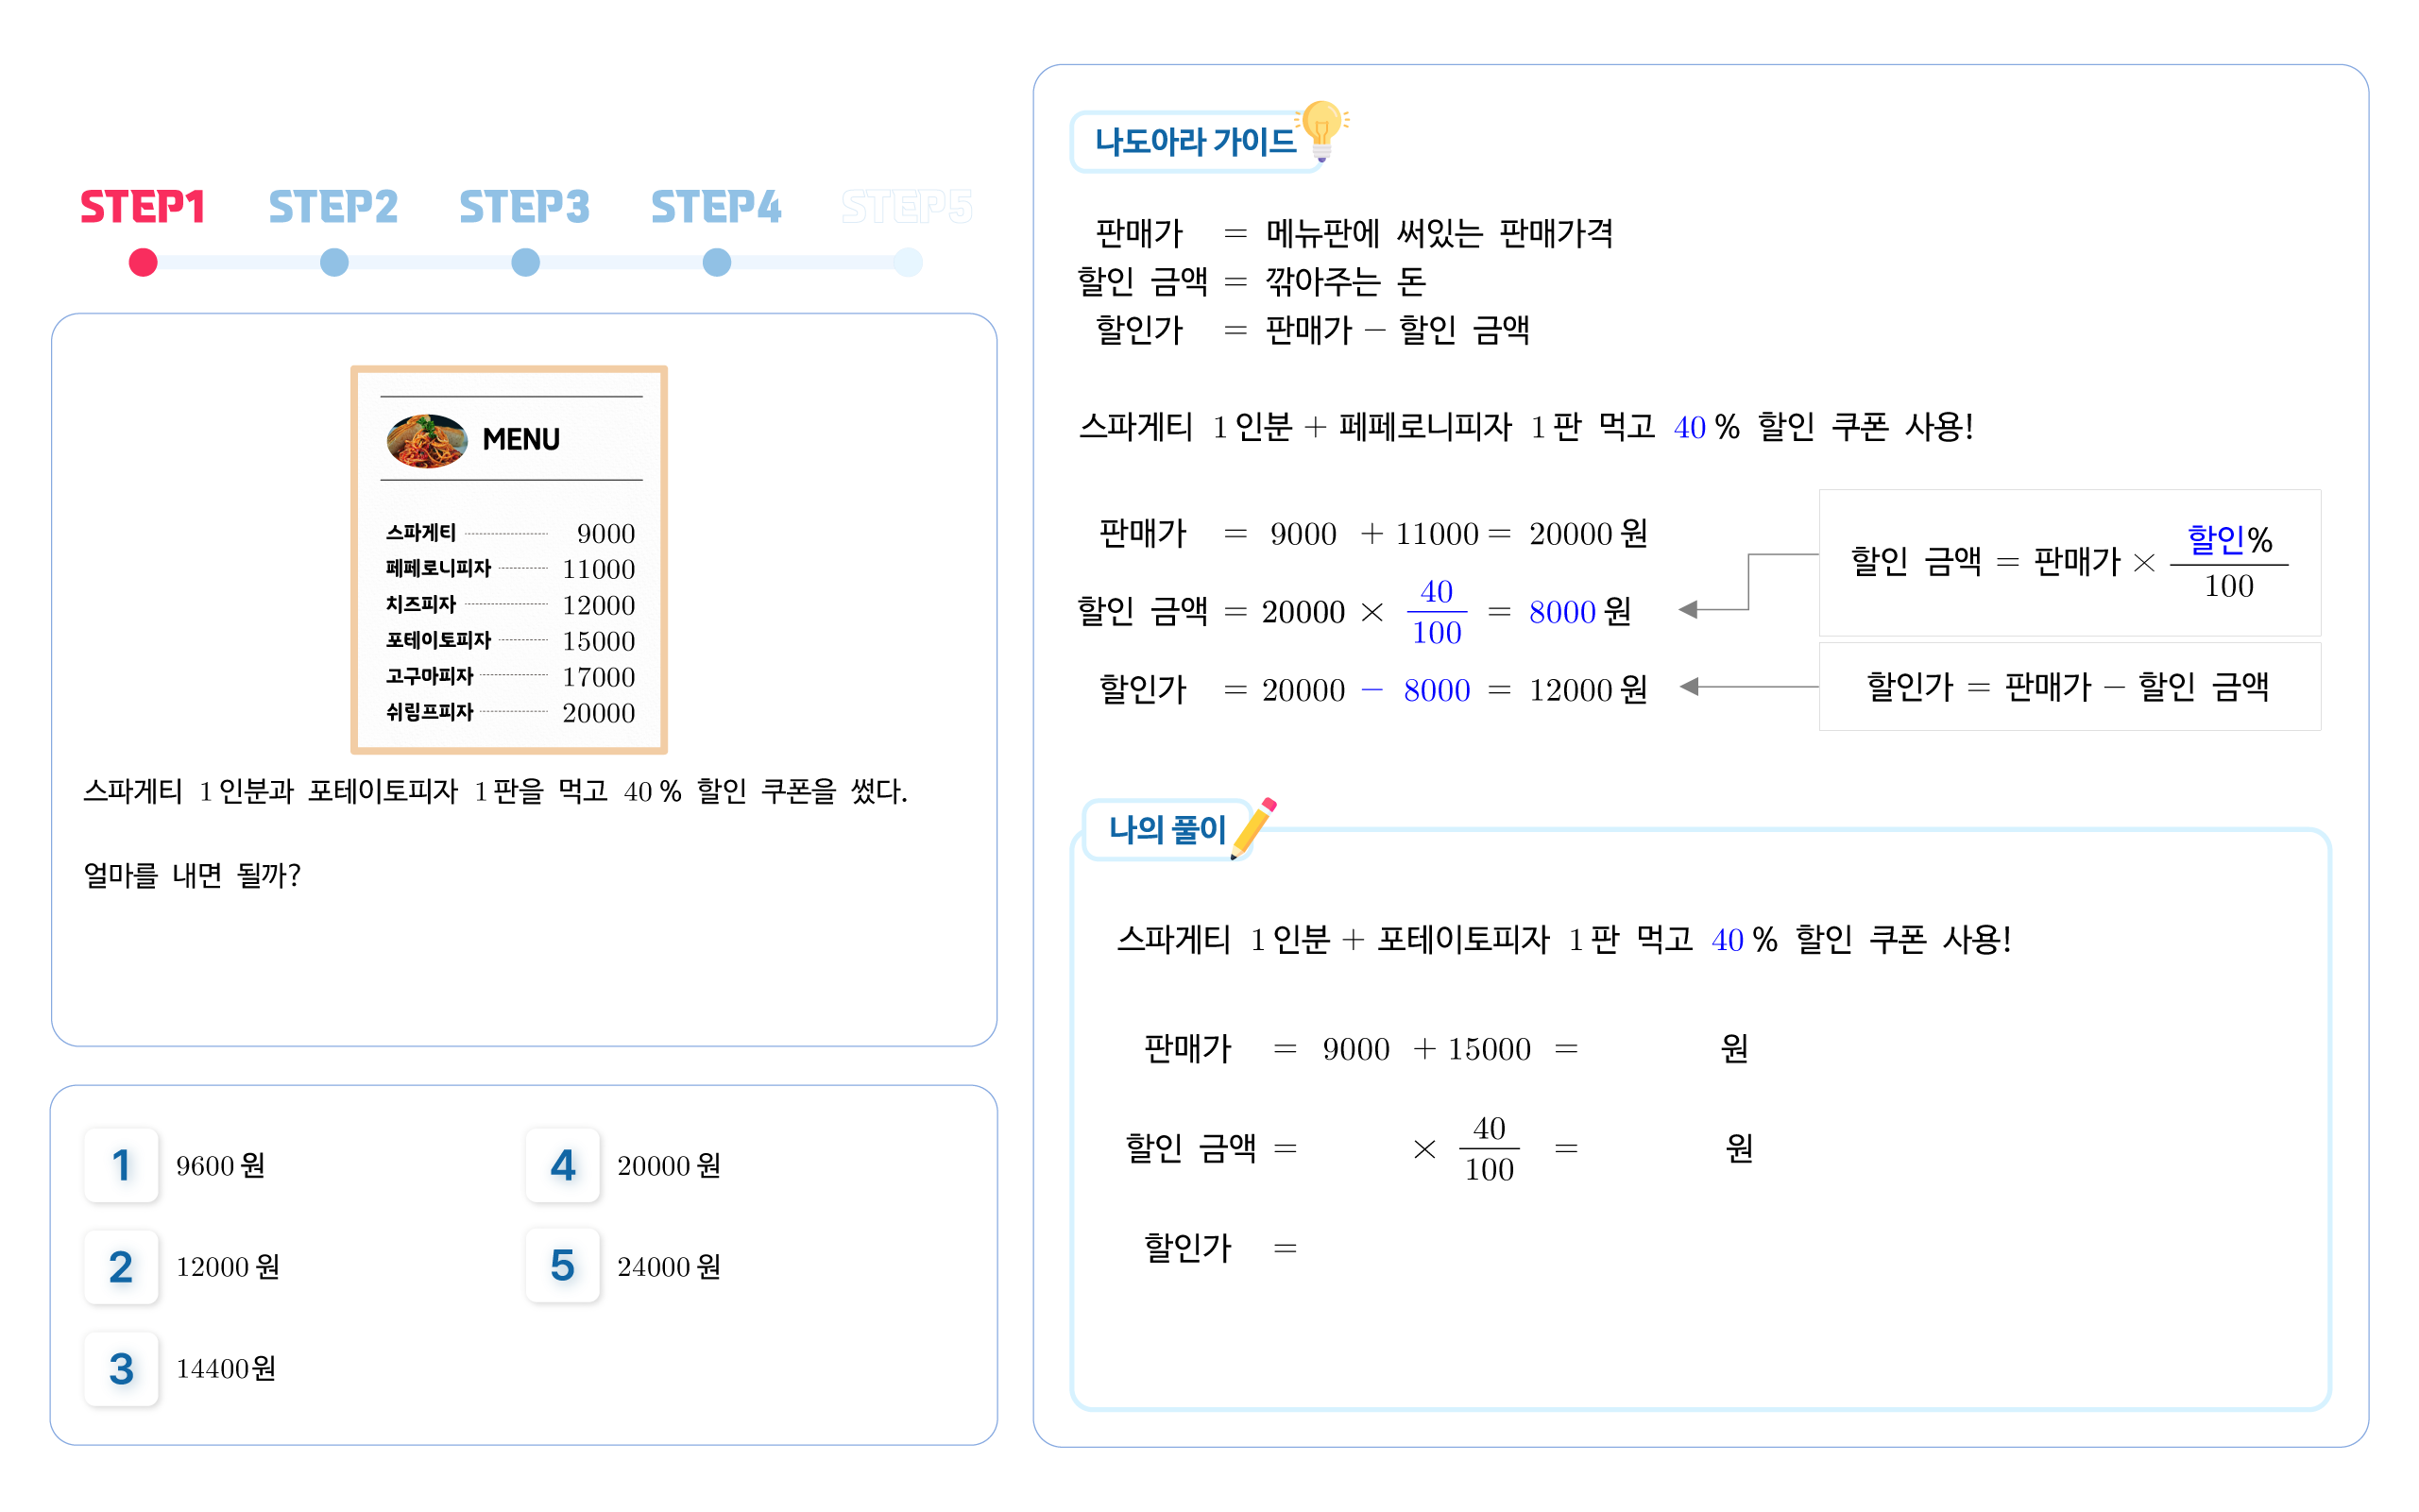 STEP1 STEP2 STEP3 STEP4 STEP5
MENU
스파게티 9000
페페로니피자 11000
치즈피자 12000
포테이토피자 15000
고구마피자 17000
쉬림프피자 20000
스파게티 1인분과 포테이토피자 1판을 먹고 40% 할인 쿠폰을 썼다.
얼마를 내면 될까?
1 9600원
2 12000원
3 14400원
4 20000원
5 24000원
나도아라 가이드
판매가 = 메뉴판에 써있는 판매가격
할인 금액 = 깎아주는 돈
할인가 = 판매가 − 할인 금액
스파게티 1인분 + 페페로니피자 1판 먹고 40% 할인 쿠폰 사용!
판매가 = 9000 + 11000 = 20000원
할인 금액 = 20000 × 40/100 = 8000원
할인가 = 20000 − 8000 = 12000원
할인 금액 = 판매가 × 할인%/100
할인가 = 판매가 − 할인 금액
나의 풀이
스파게티 1인분 + 포테이토피자 1판 먹고 40% 할인 쿠폰 사용!
판매가 = 9000 + 15000 = 원
할인 금액 = × 40/100 = 원
할인가 =